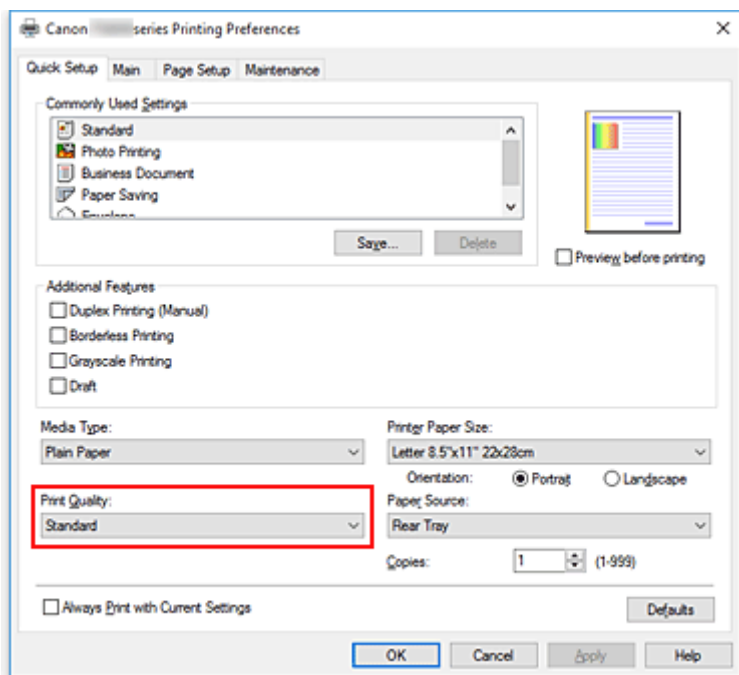 Canon series Printing Preferences
Quick Setup Main Page Setup Maintenance
Commonly Used Settings
Standard
Photo Printing
Business Document
Paper Saving
Envelope
Save... Delete
Preview before printing
Additional Features
Duplex Printing (Manual)
Borderless Printing
Grayscale Printing
Draft
Media Type:
Plain Paper
Printer Paper Size:
Letter 8.5"x11" 22x28cm
Orientation: Portrait Landscape
Print Quality:
Standard
Paper Source:
Rear Tray
Copies: 1 (1-999)
Always Print with Current Settings
Defaults
OK Cancel Apply Help